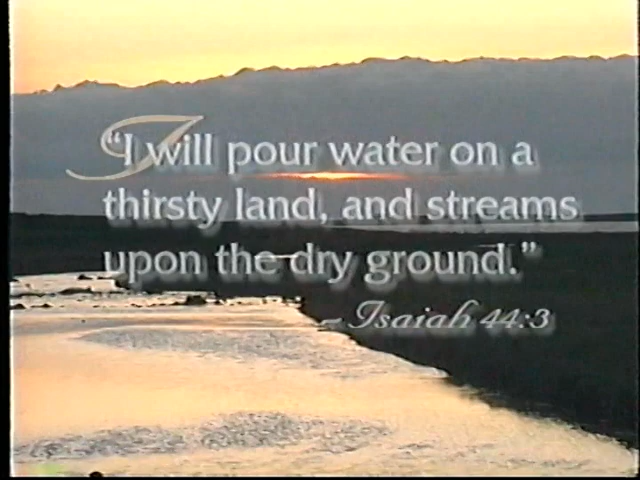 “I will pour water on a
thirsty land, and streams
upon the dry ground.”
– Isaiah 44:3